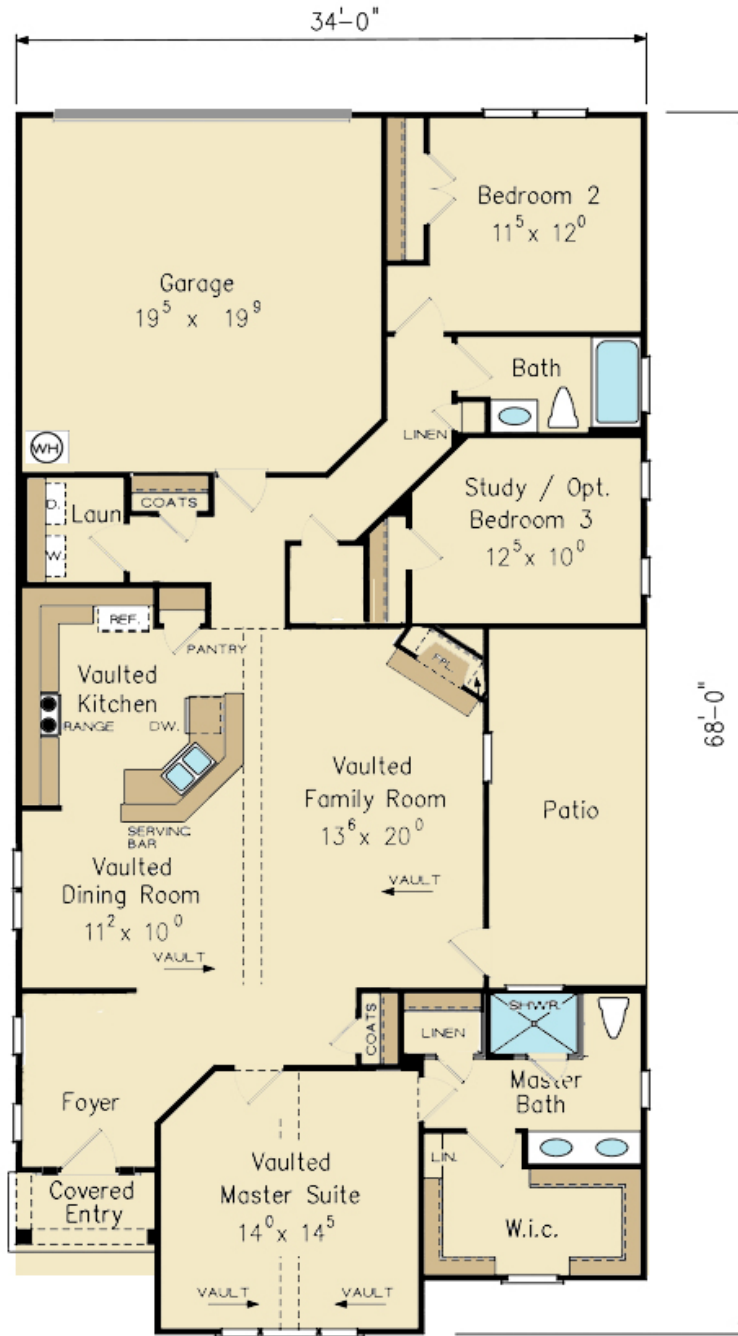 34'-0"
Bedroom 2
11⁵ x 12⁰
Garage
19⁵ x 19⁹
Bath
WH
LINEN
D.
Laun
COATS
W.
Study / Opt.
Bedroom 3
12⁵ x 10⁰
REF.
PANTRY
FPL.
Vaulted
Kitchen
RANGE
DW.
68'-0"
Vaulted
Family Room
13⁶ x 20⁰
Patio
SERVING
BAR
Vaulted
Dining Room
11² x 10⁰
VAULT
VAULT
COATS
LINEN
SHWR.
Master
Bath
Foyer
LIN.
Covered
Entry
Vaulted
Master Suite
14⁰ x 14⁵
W.i.c.
VAULT
VAULT